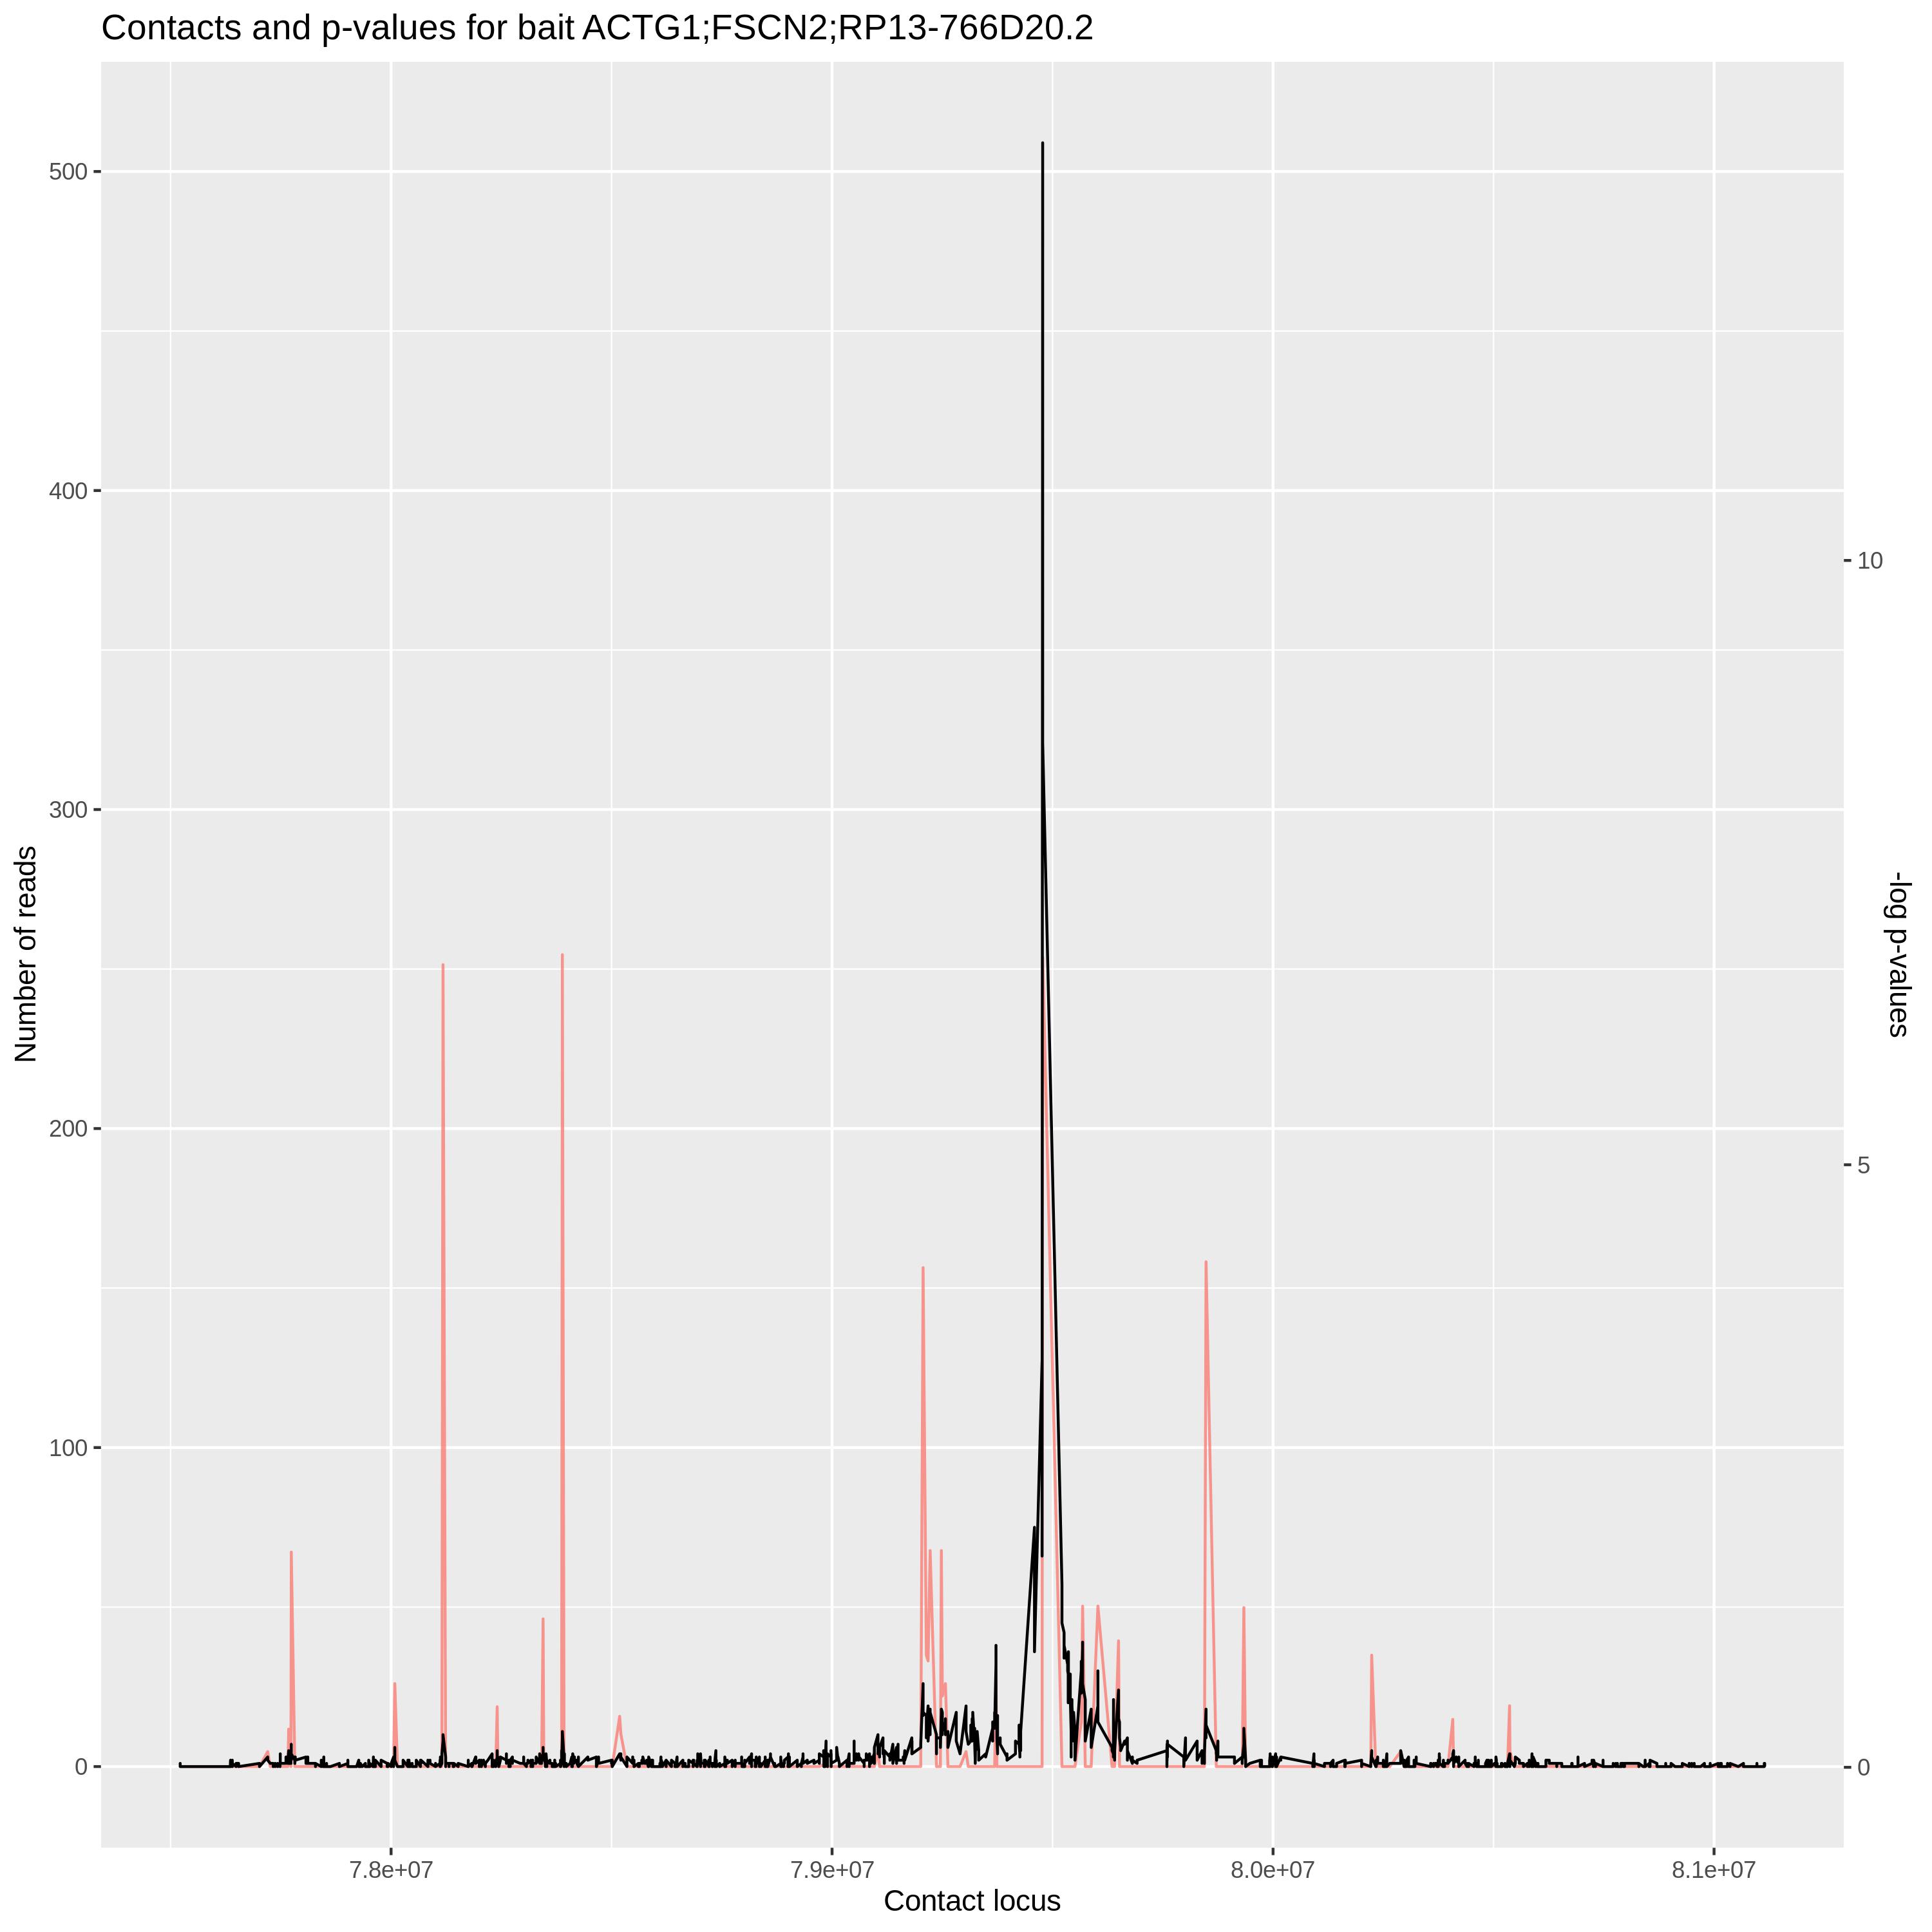 Contacts and p-values for bait ACTG1;FSCN2;RP13-766D20.2
500
400
300
200
100
0
Number of reads
10
5
0
-log p-values
7.8e+07 7.9e+07 8.0e+07 8.1e+07
Contact locus